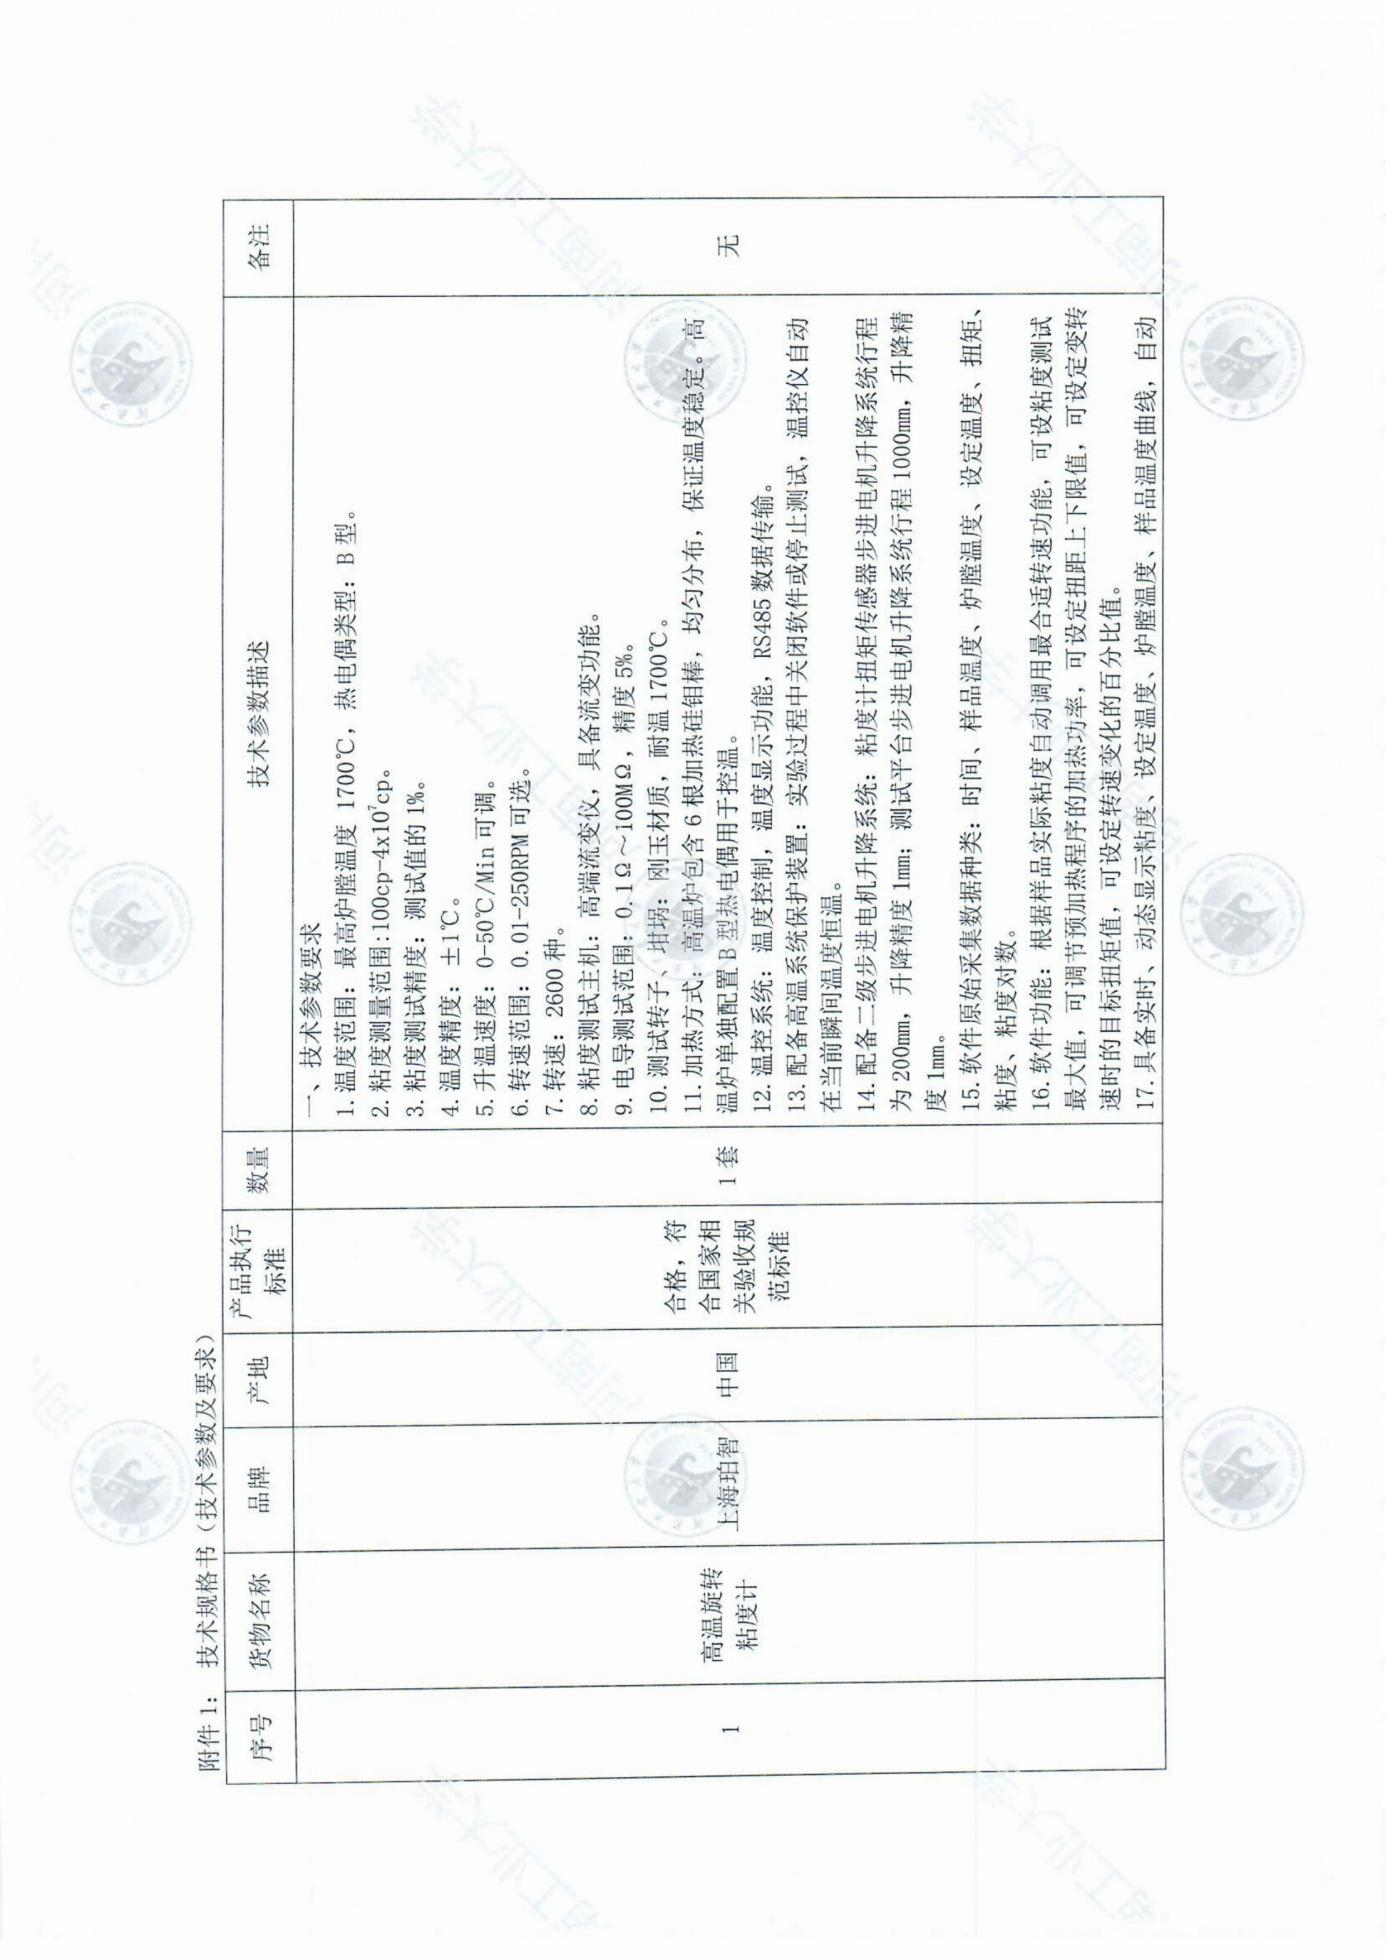 附件 1： 技术规格书（技术参数及要求）
序号
货物名称
品牌
产地
产品执行
标准
数量
技术参数描述
备注
1
高温旋转
粘度计
上海珀智
中国
合格，符
合国家相
关验收规
范标准
1 套
一、技术参数要求
1. 温度范围：最高炉膛温度 1700℃，热电偶类型：B 型。
2. 粘度测量范围:100cp-4x10⁷cp。
3. 粘度测试精度：测试值的 1%。
4. 温度精度：±1℃。
5. 升温速度：0-50℃/Min 可调。
6. 转速范围：0.01-250RPM 可选。
7. 转速：2600 种。
8. 粘度测试主机：高端流变仪，具备流变功能。
9. 电导测试范围：0.1Ω～100MΩ，精度 5%。
10. 测试转子、坩埚：刚玉材质，耐温 1700℃。
11. 加热方式：高温炉包含 6 根加热硅钼棒，均匀分布，保证温度稳定。高
温炉单独配置 B 型热电偶用于控温。
12. 温控系统：温度控制，温度显示功能，RS485 数据传输。
13. 配备高温系统保护装置：实验过程中关闭软件或停止测试，温控仪自动
在当前瞬间温度恒温。
14. 配备二级步进电机升降系统：粘度计扭矩传感器步进电机升降系统行程
为 200mm，升降精度 1mm；测试平台步进电机升降系统行程 1000mm，升降精
度 1mm。
15. 软件原始采集数据种类：时间、样品温度、炉膛温度、设定温度、扭矩、
粘度、粘度对数。
16. 软件功能：根据样品实际粘度自动调用最合适转速功能，可设粘度测试
最大值，可调节预加热程序的加热功率，可设定扭距上下限值，可设定变转
速时的目标扭矩值，可设定转速变化的百分比值。
17. 具备实时、动态显示粘度、设定温度、炉膛温度、样品温度曲线，自动
无
河南工业大学